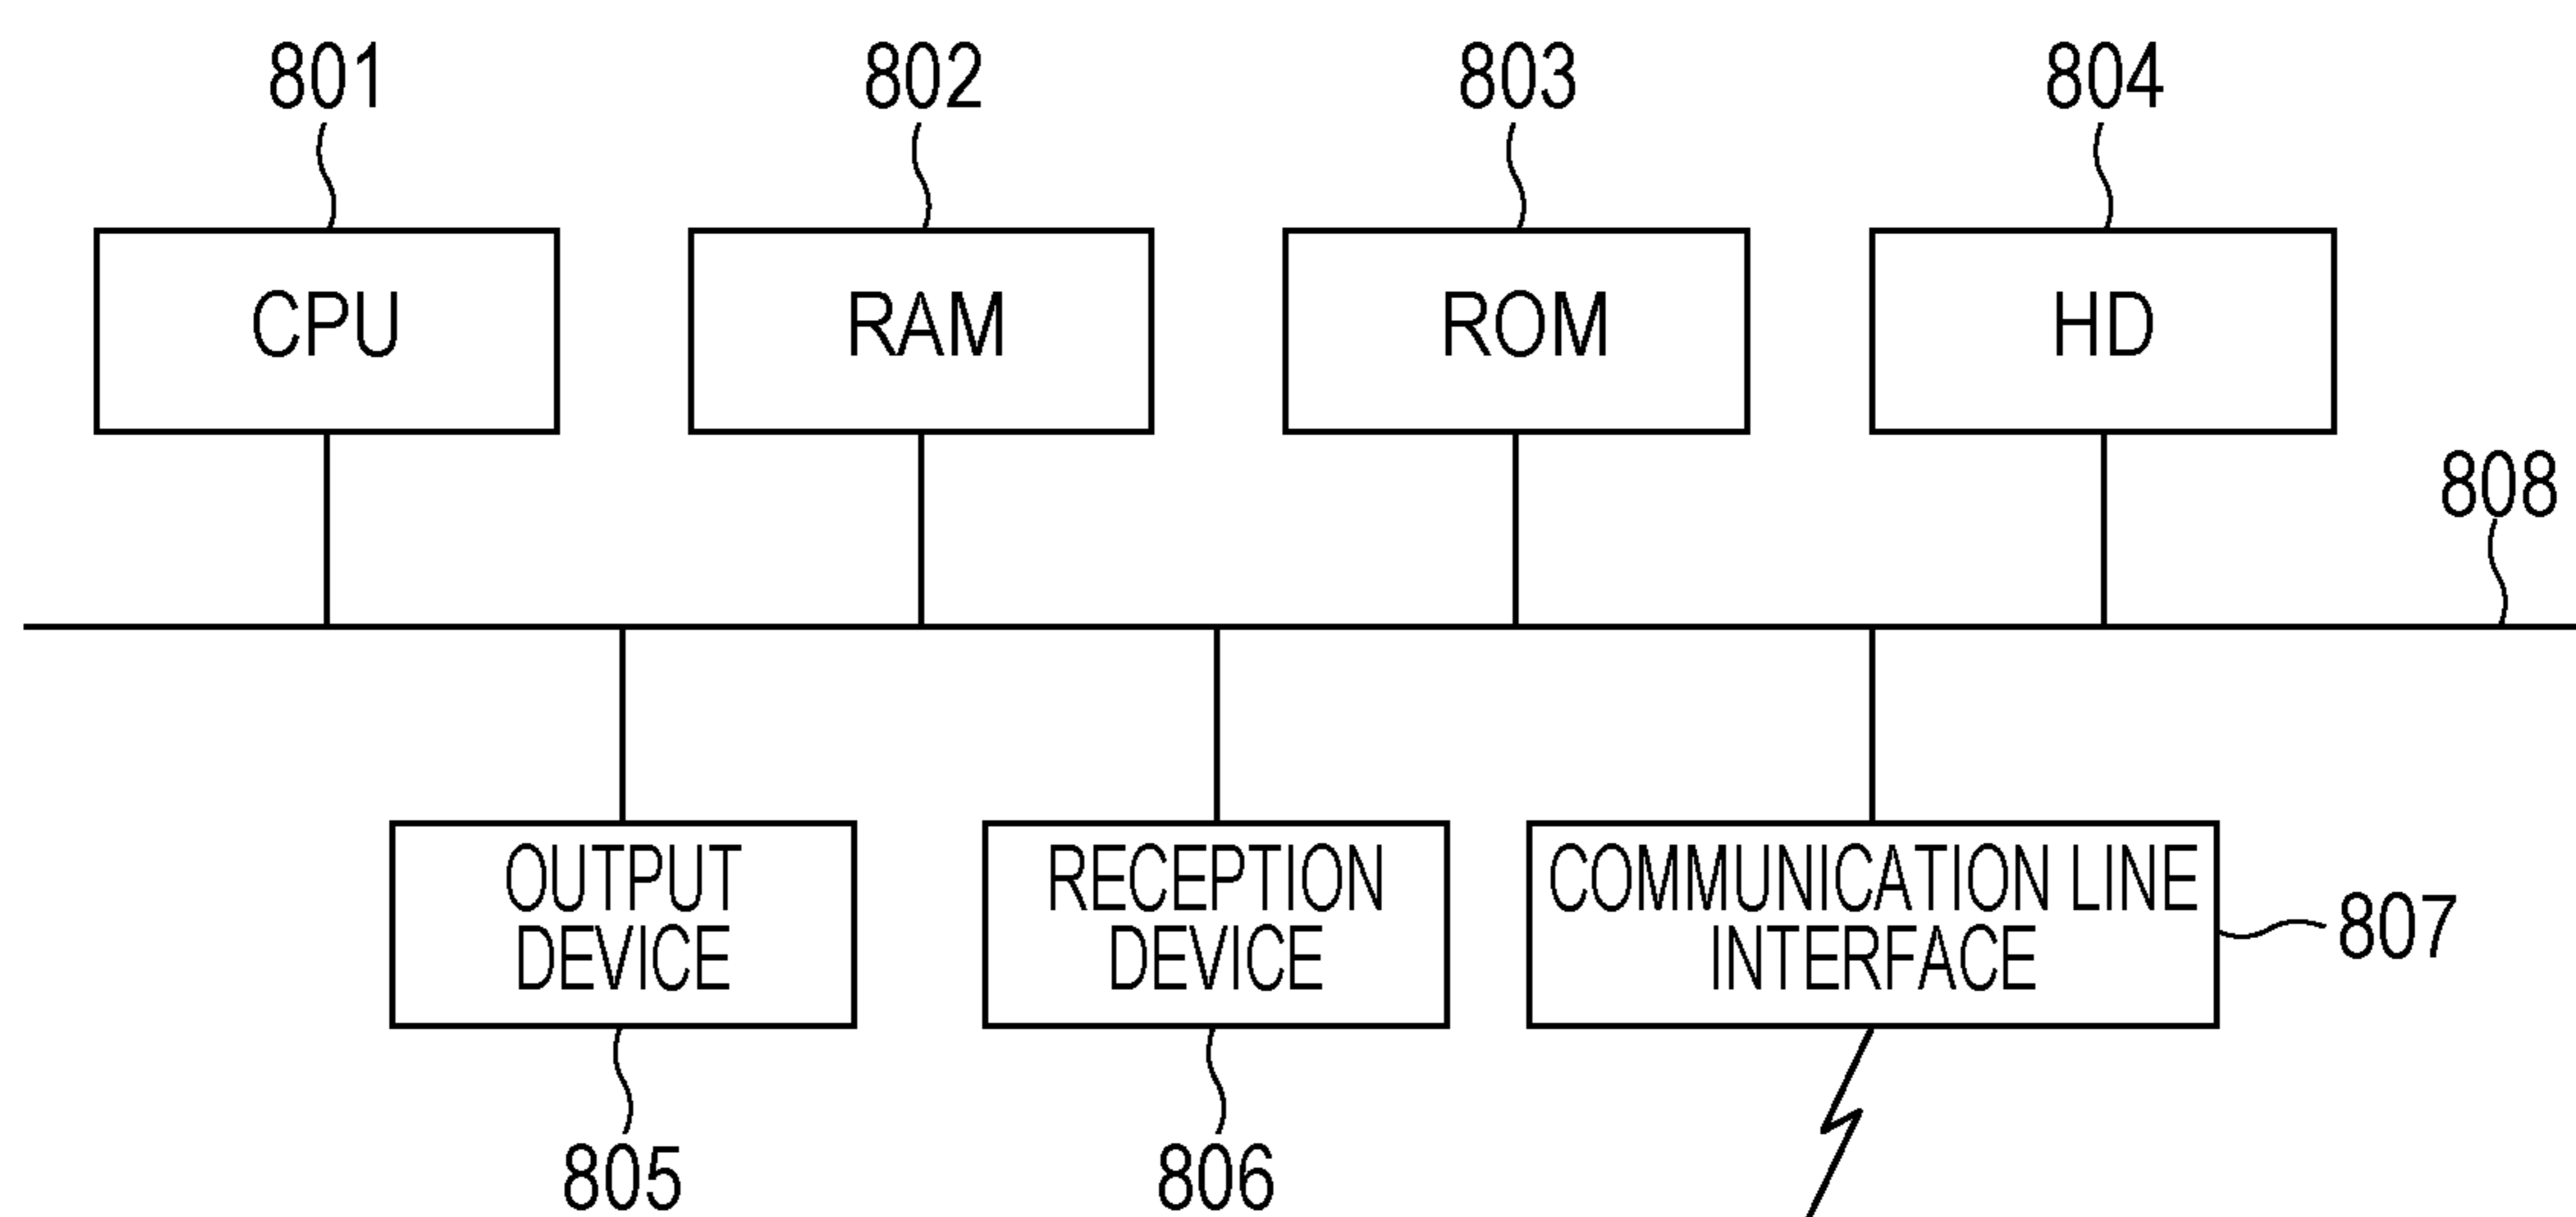 801
802
803
804
CPU
RAM
ROM
HD
808
OUTPUT
DEVICE
RECEPTION
DEVICE
COMMUNICATION LINE
INTERFACE
807
805
806